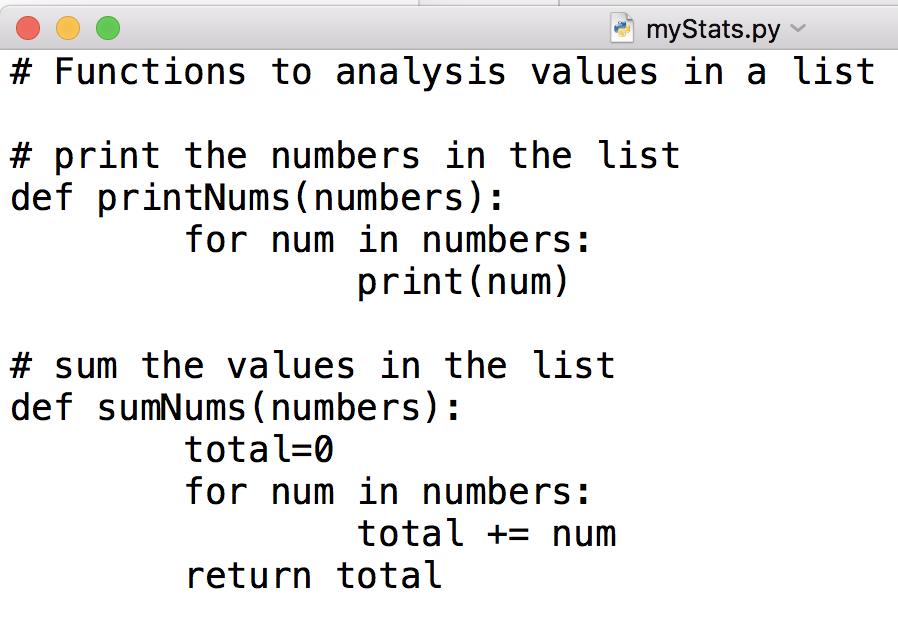 myStats.py
# Functions to analysis values in a list
# print the numbers in the list
def printNums(numbers):
        for num in numbers:
                print(num)
# sum the values in the list
def sumNums(numbers):
        total=0
        for num in numbers:
                total += num
        return total